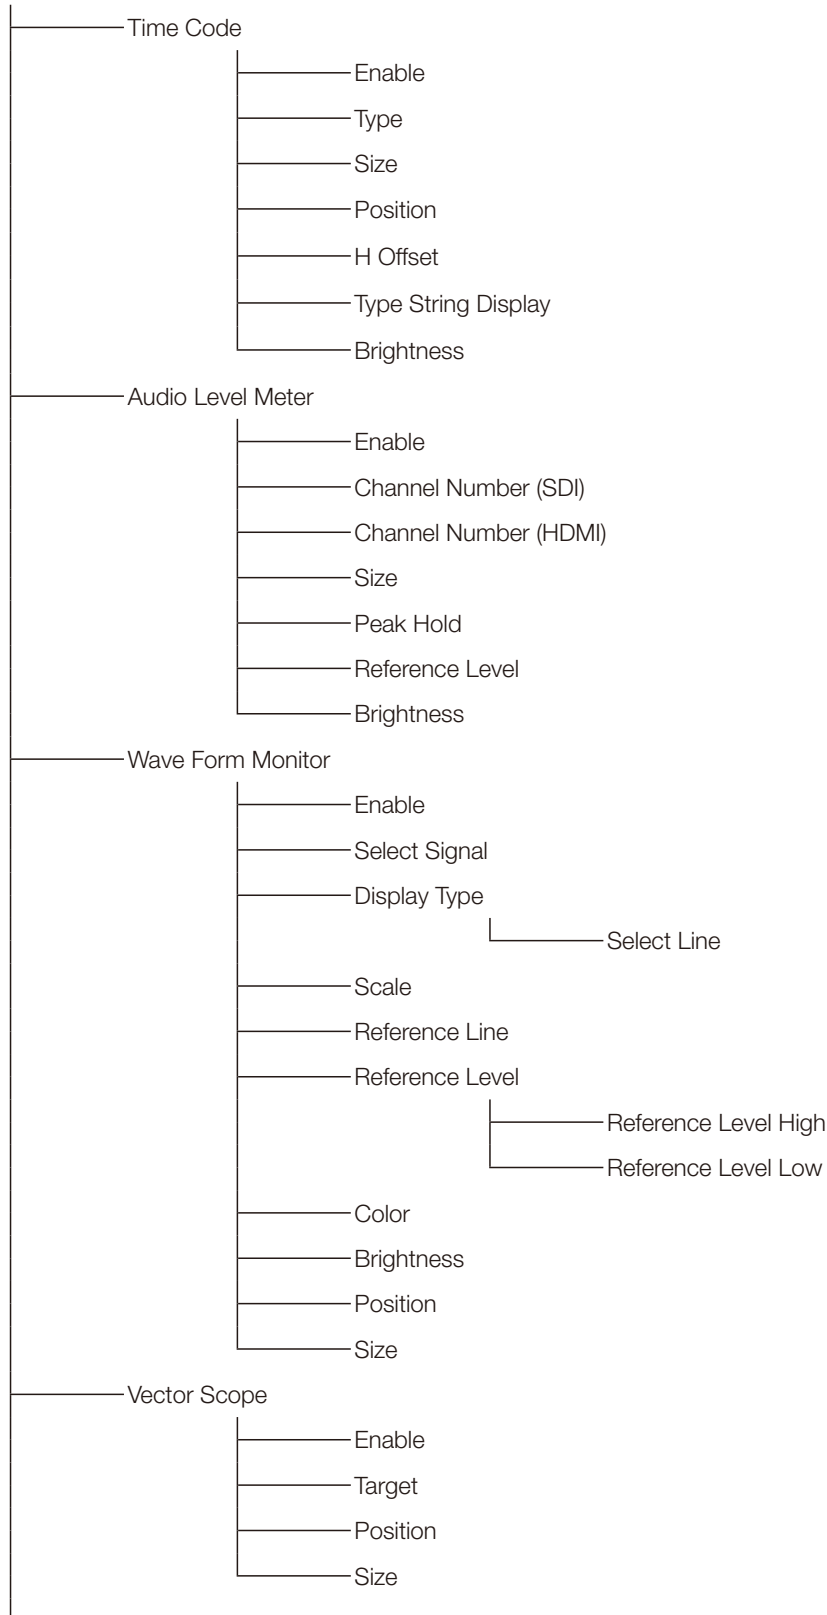 Time Code
Enable
Type
Size
Position
H Offset
Type String Display
Brightness
Audio Level Meter
Enable
Channel Number (SDI)
Channel Number (HDMI)
Size
Peak Hold
Reference Level
Brightness
Wave Form Monitor
Enable
Select Signal
Display Type
Select Line
Scale
Reference Line
Reference Level
Reference Level High
Reference Level Low
Color
Brightness
Position
Size
Vector Scope
Enable
Target
Position
Size